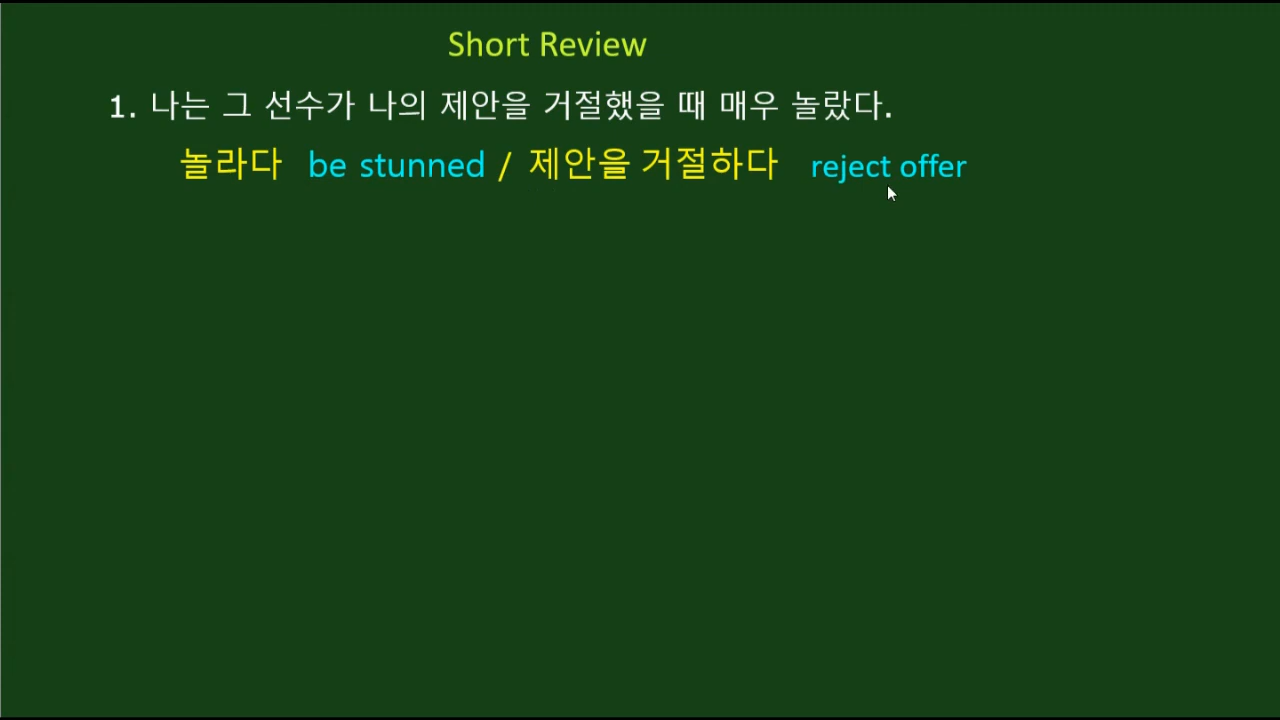 Short Review
1. 나는 그 선수가 나의 제안을 거절했을 때 매우 놀랐다.
놀라다 be stunned / 제안을 거절하다 reject offer